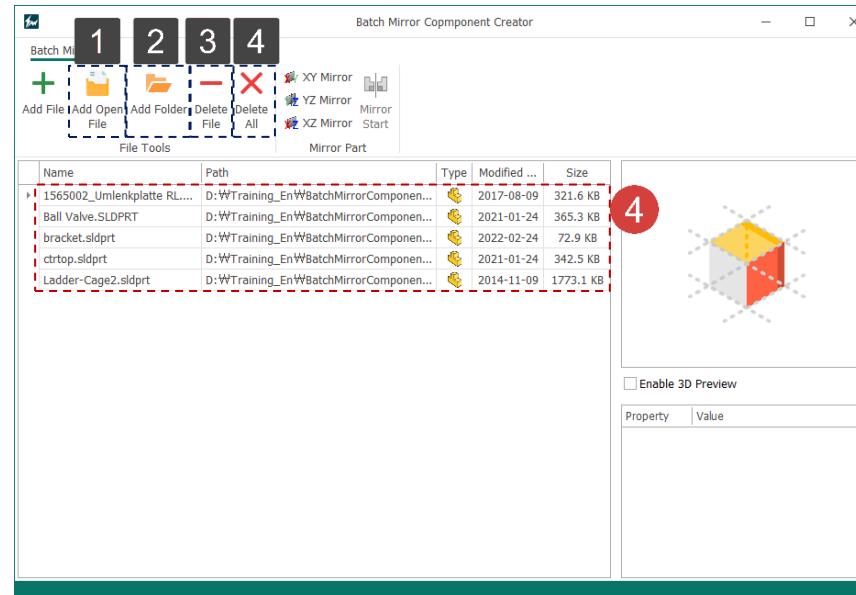 Batch Mirror Copmponent Creator
Batch Mi
1 2 3 4
Add File Add Open File Add Folder Delete File Delete All
XY Mirror
YZ Mirror
XZ Mirror
Mirror Start
File Tools Mirror Part
Name Path Type Modified ... Size
1565002_Umlenkplatte RL.... D:₩Training_En₩BatchMirrorComponen... 2017-08-09 321.6 KB
Ball Valve.SLDPRT D:₩Training_En₩BatchMirrorComponen... 2021-01-24 365.3 KB
4
bracket.sldprt D:₩Training_En₩BatchMirrorComponen... 2022-02-24 72.9 KB
ctrtop.sldprt D:₩Training_En₩BatchMirrorComponen... 2021-01-24 342.5 KB
Ladder-Cage2.sldprt D:₩Training_En₩BatchMirrorComponen... 2014-11-09 1773.1 KB
Enable 3D Preview
Property Value